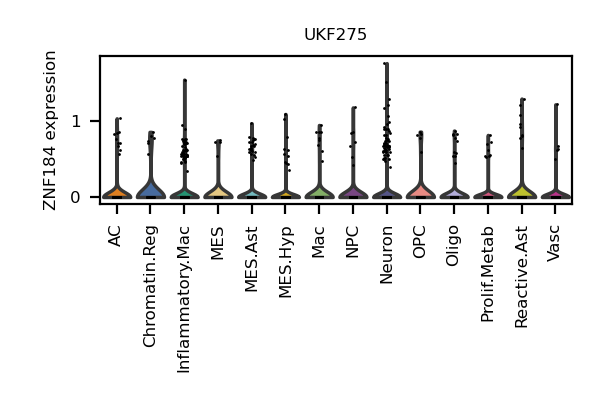 UKF275
ZNF184 expression
1
0
AC
Chromatin.Reg
Inflammatory.Mac
MES
MES.Ast
MES.Hyp
Mac
NPC
Neuron
OPC
Oligo
Prolif.Metab
Reactive.Ast
Vasc